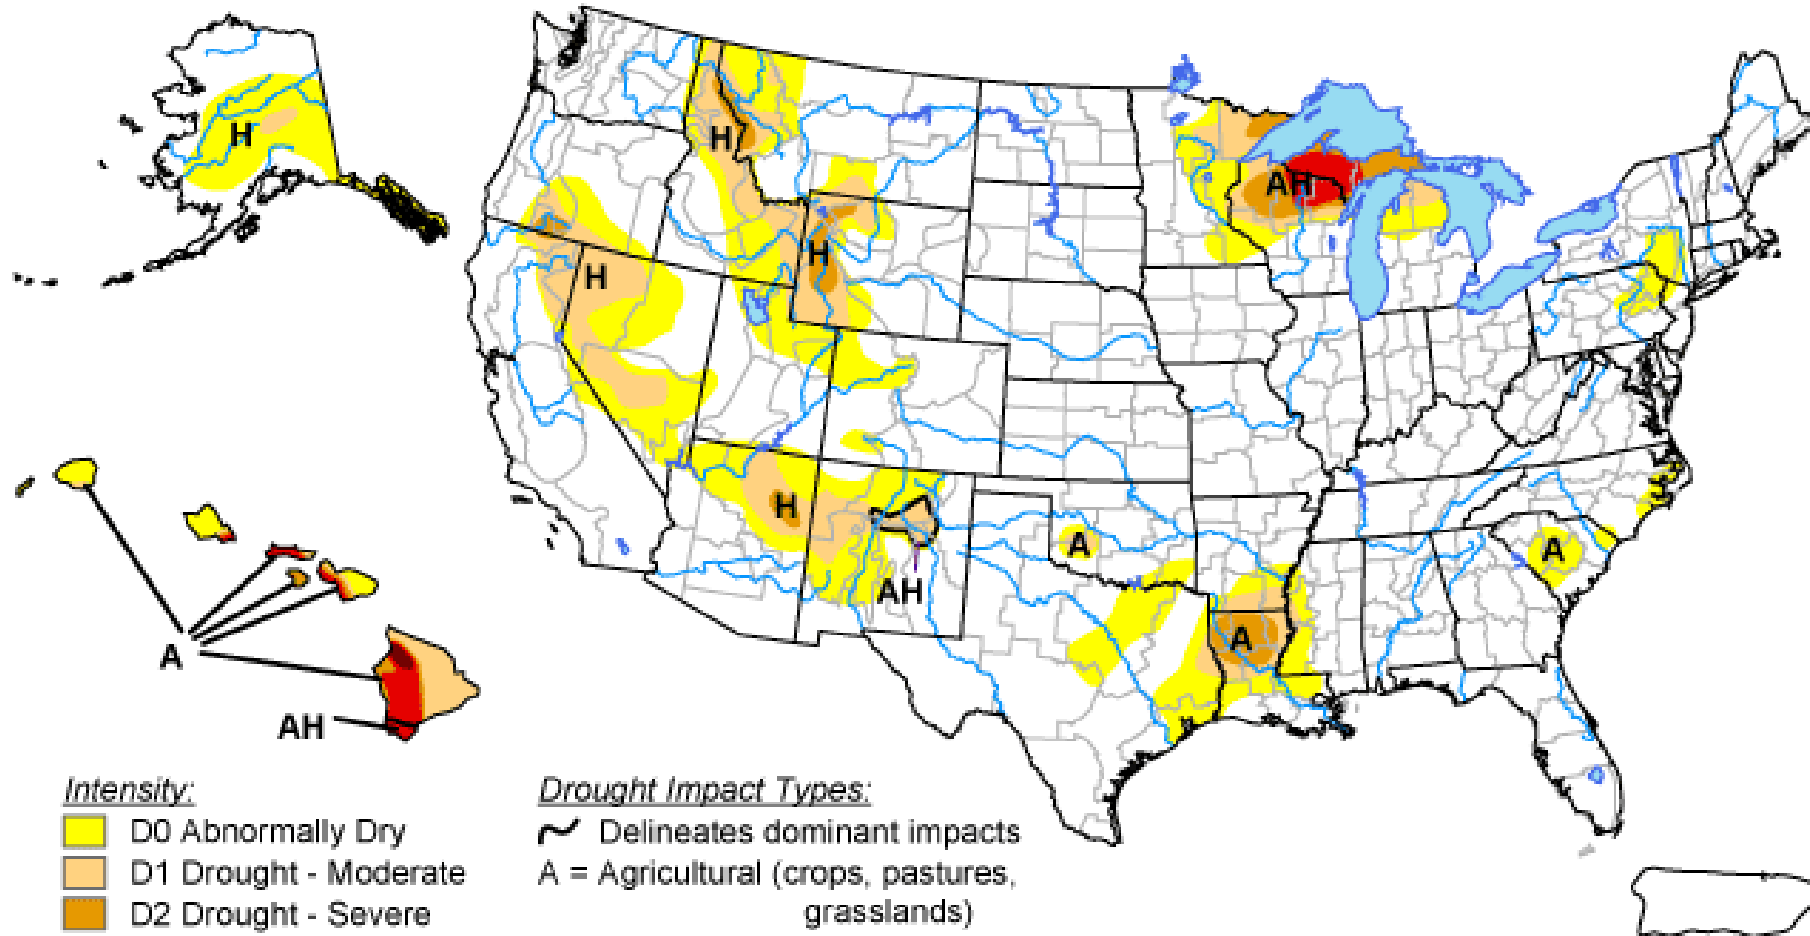 H
H
AH
H
H
H
A
A
AH
A
A
AH
Intensity:
D0 Abnormally Dry
D1 Drought - Moderate
D2 Drought - Severe
Drought Impact Types:
Delineates dominant impacts
A = Agricultural (crops, pastures,
grasslands)